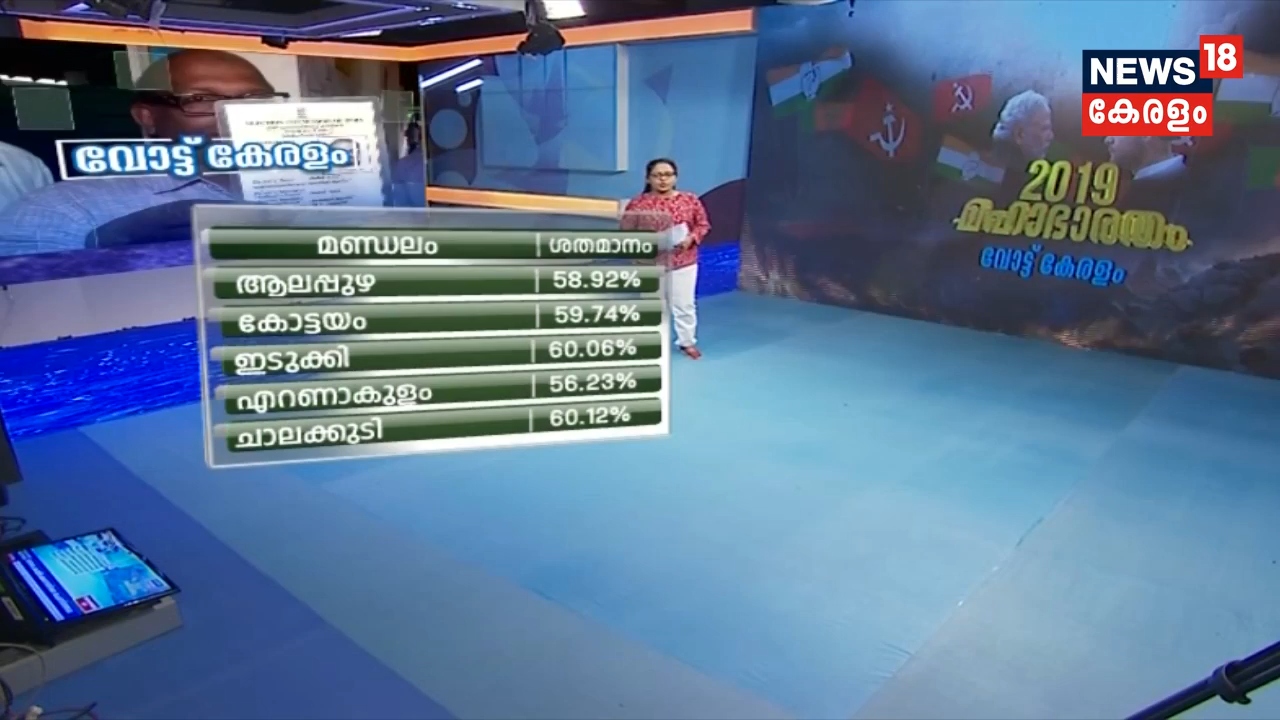 NEWS 18
കേരളം
വോട്ട് കേരളം
2019
മഹാഭാരതം
വോട്ട് കേരളം
മണ്ഡലം ശതമാനം
ആലപ്പുഴ 58.92%
കോട്ടയം 59.74%
ഇടുക്കി 60.06%
എറണാകുളം 56.23%
ചാലക്കുടി 60.12%